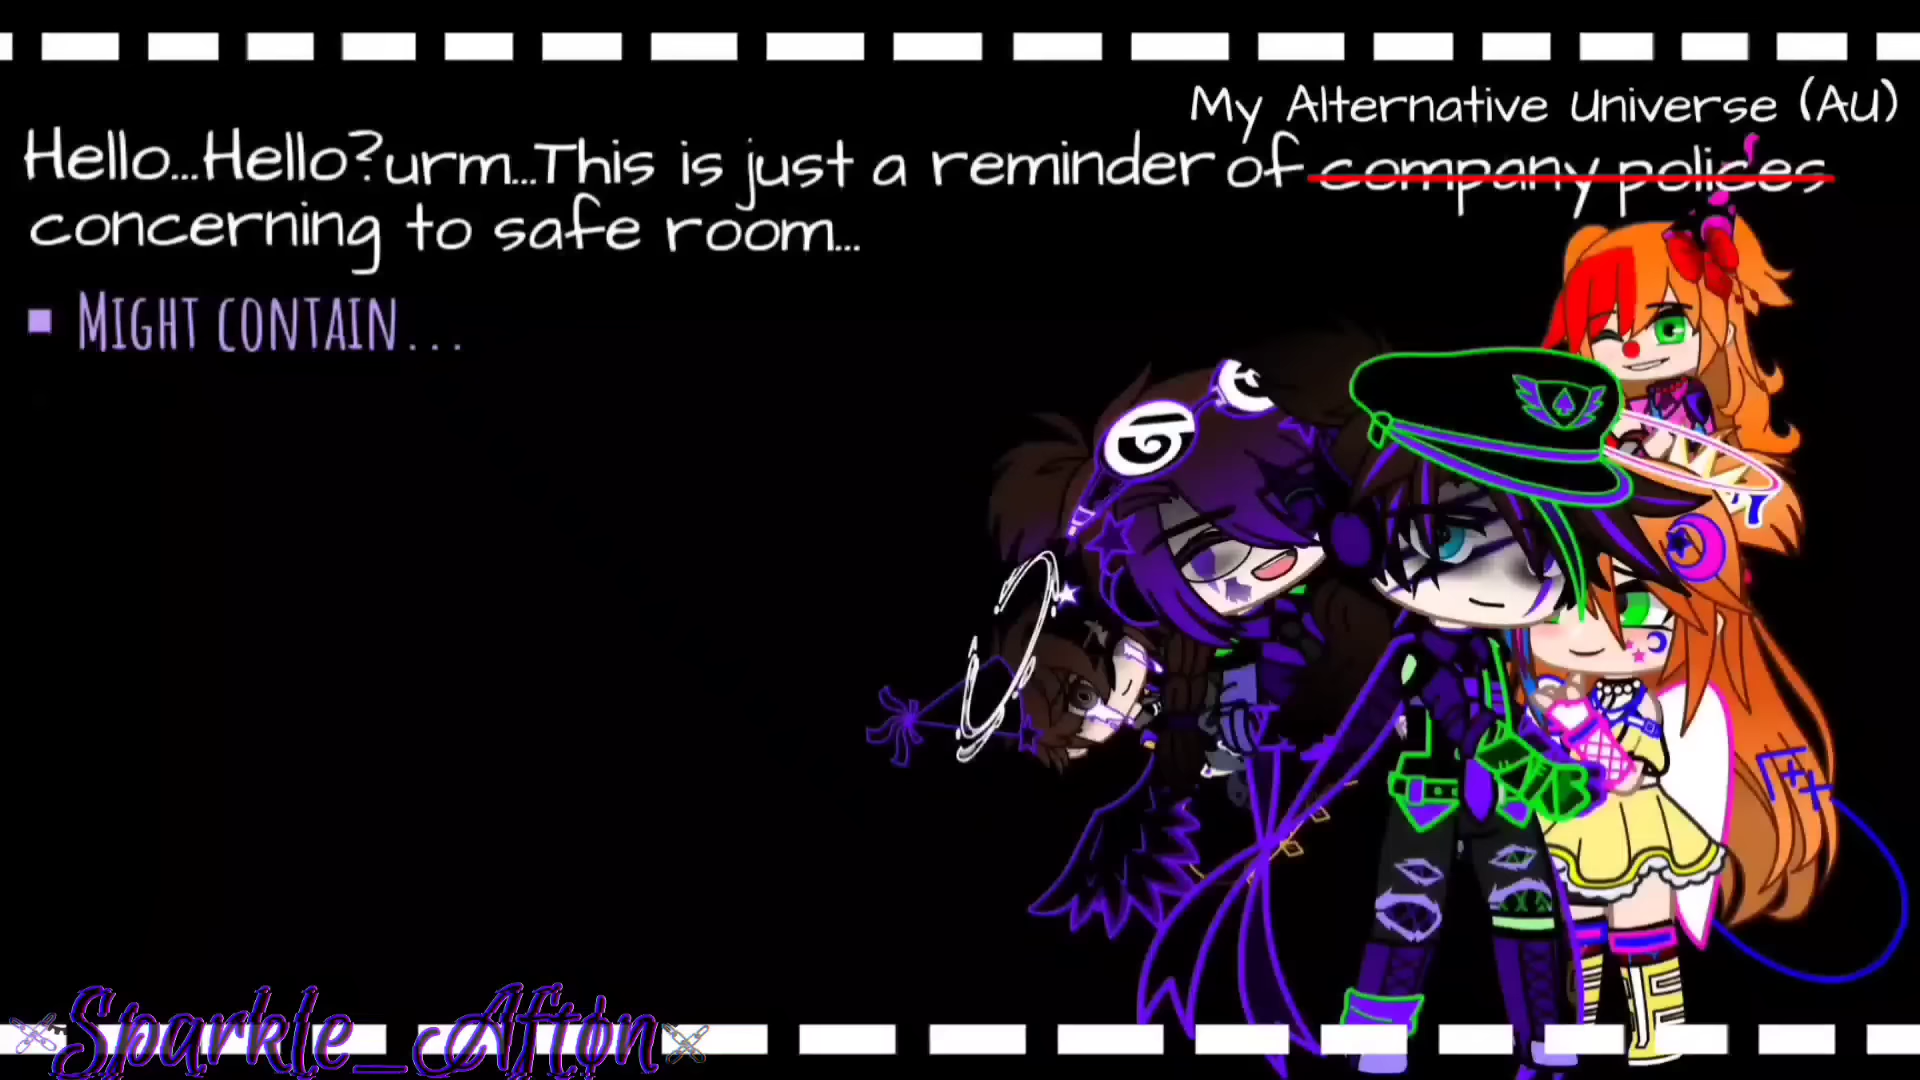 My Alternative Universe (AU)
Hello...Hello?urm...This is just a reminder of company polices
concerning to safe room...
Might contain...
Sparkle_Afton